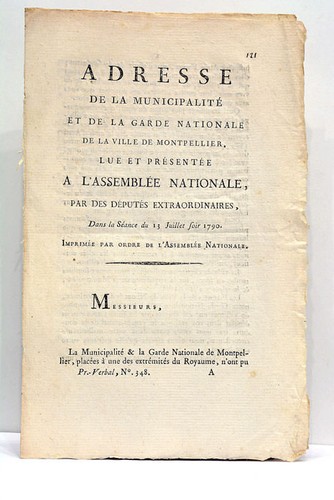 121
ADRESSE
DE LA MUNICIPALITÉ
ET DE LA GARDE NATIONALE
DE LA VILLE DE MONTPELLIER,
LUE ET PRÉSENTÉE
A L'ASSEMBLÉE NATIONALE,
PAR DES DÉPUTÉS EXTRAORDINAIRES,
Dans la Séance du 13 Juillet soir 1790.
IMPRIMÉE PAR ORDRE DE L'ASSEMBLÉE NATIONALE.
MESSIEURS,
La Municipalité & la Garde Nationale de Montpel-
lier, placées à une des extrémités du Royaume, n'ont pu
Pr.-Verbal, N°. 348. A